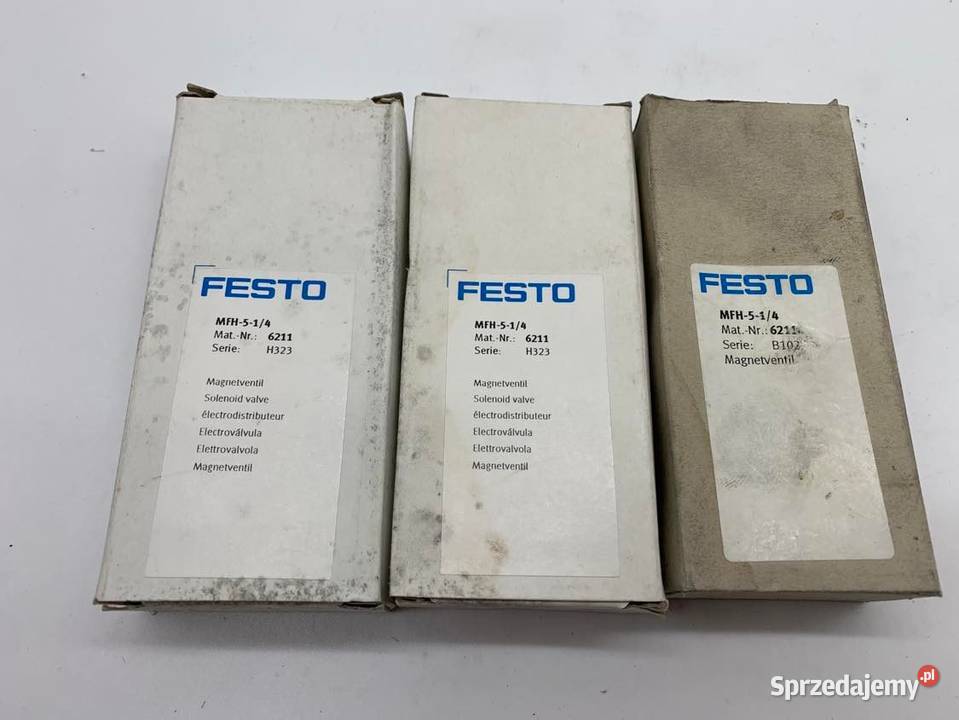 FESTO
MFH-5-1/4
Mat.-Nr.: 6211
Serie: H323
Magnetventil
Solenoid valve
électrodistributeur
Electroválvula
Elettrovalvola
Magnetventil
FESTO
MFH-5-1/4
Mat.-Nr.: 6211
Serie: H323
Magnetventil
Solenoid valve
électrodistributeur
Electroválvula
Elettrovalvola
Magnetventil
FESTO
MFH-5-1/4
Mat.-Nr.: 6211
Serie: B102
Magnetventil
Sprzedajemy.pl